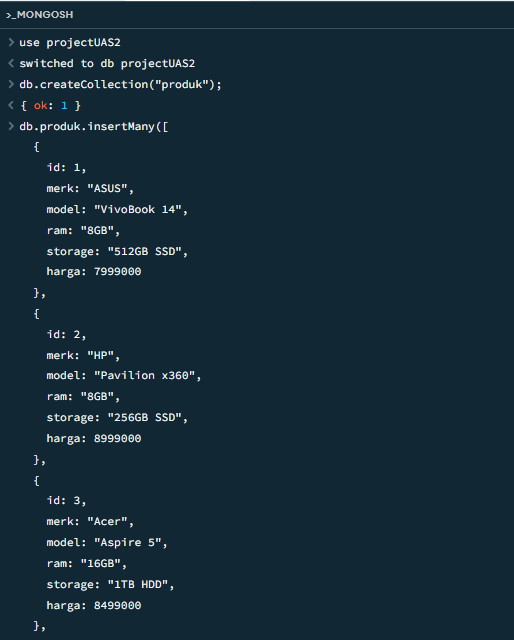 >_MONGOSH
> use projectUAS2
< switched to db projectUAS2
> db.createCollection("produk");
< { ok: 1 }
> db.produk.insertMany([
{
id: 1,
merk: "ASUS",
model: "VivoBook 14",
ram: "8GB",
storage: "512GB SSD",
harga: 7999000
},
{
id: 2,
merk: "HP",
model: "Pavilion x360",
ram: "8GB",
storage: "256GB SSD",
harga: 8999000
},
{
id: 3,
merk: "Acer",
model: "Aspire 5",
ram: "16GB",
storage: "1TB HDD",
harga: 8499000
},